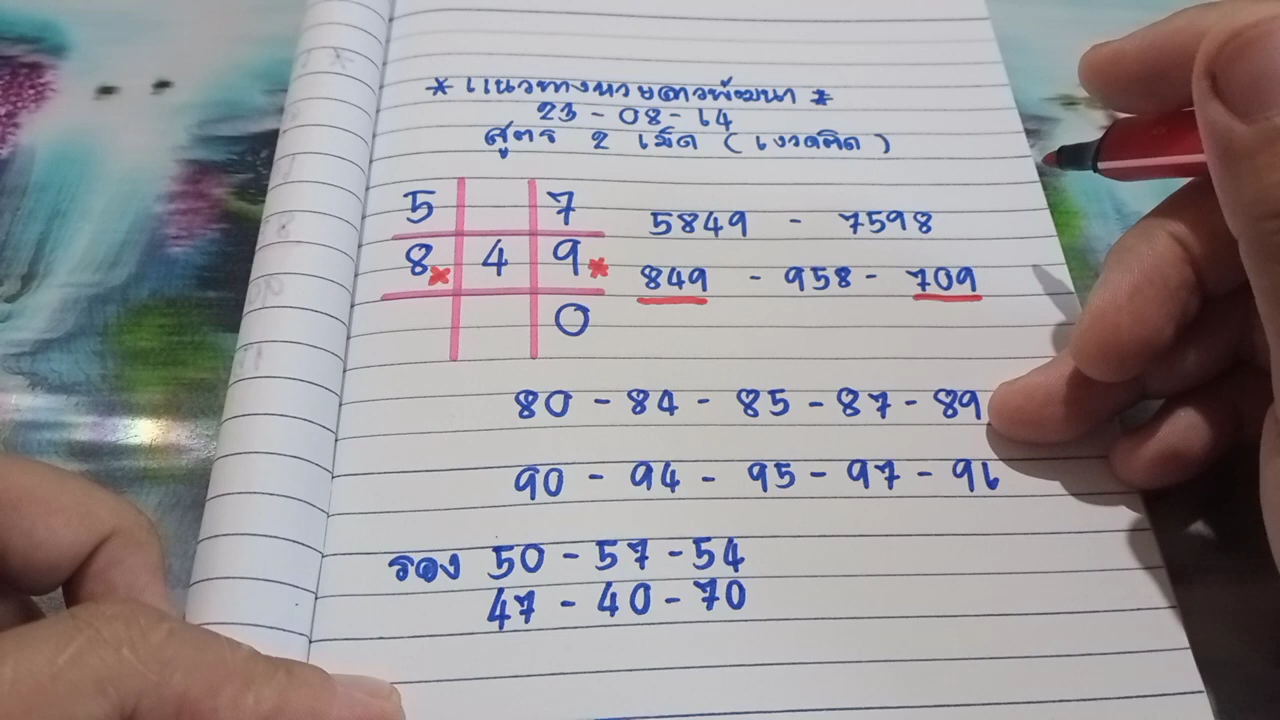 * แนวทางหวยลาวพัฒนา *
23 - 08 - 64
สูตร 2 เม็ด (งวดติด)
5 7
8 4 9
0
5849 - 7598
849 - 958 - 709
80 - 84 - 85 - 87 - 89
90 - 94 - 95 - 97 - 96
รอง 50 - 57 - 54
47 - 40 - 70